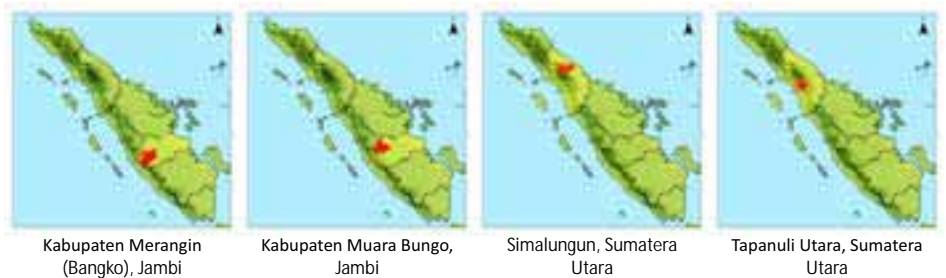 Kabupaten Merangin
(Bangko), Jambi
Kabupaten Muara Bungo,
Jambi
Simalungun, Sumatera
Utara
Tapanuli Utara, Sumatera
Utara